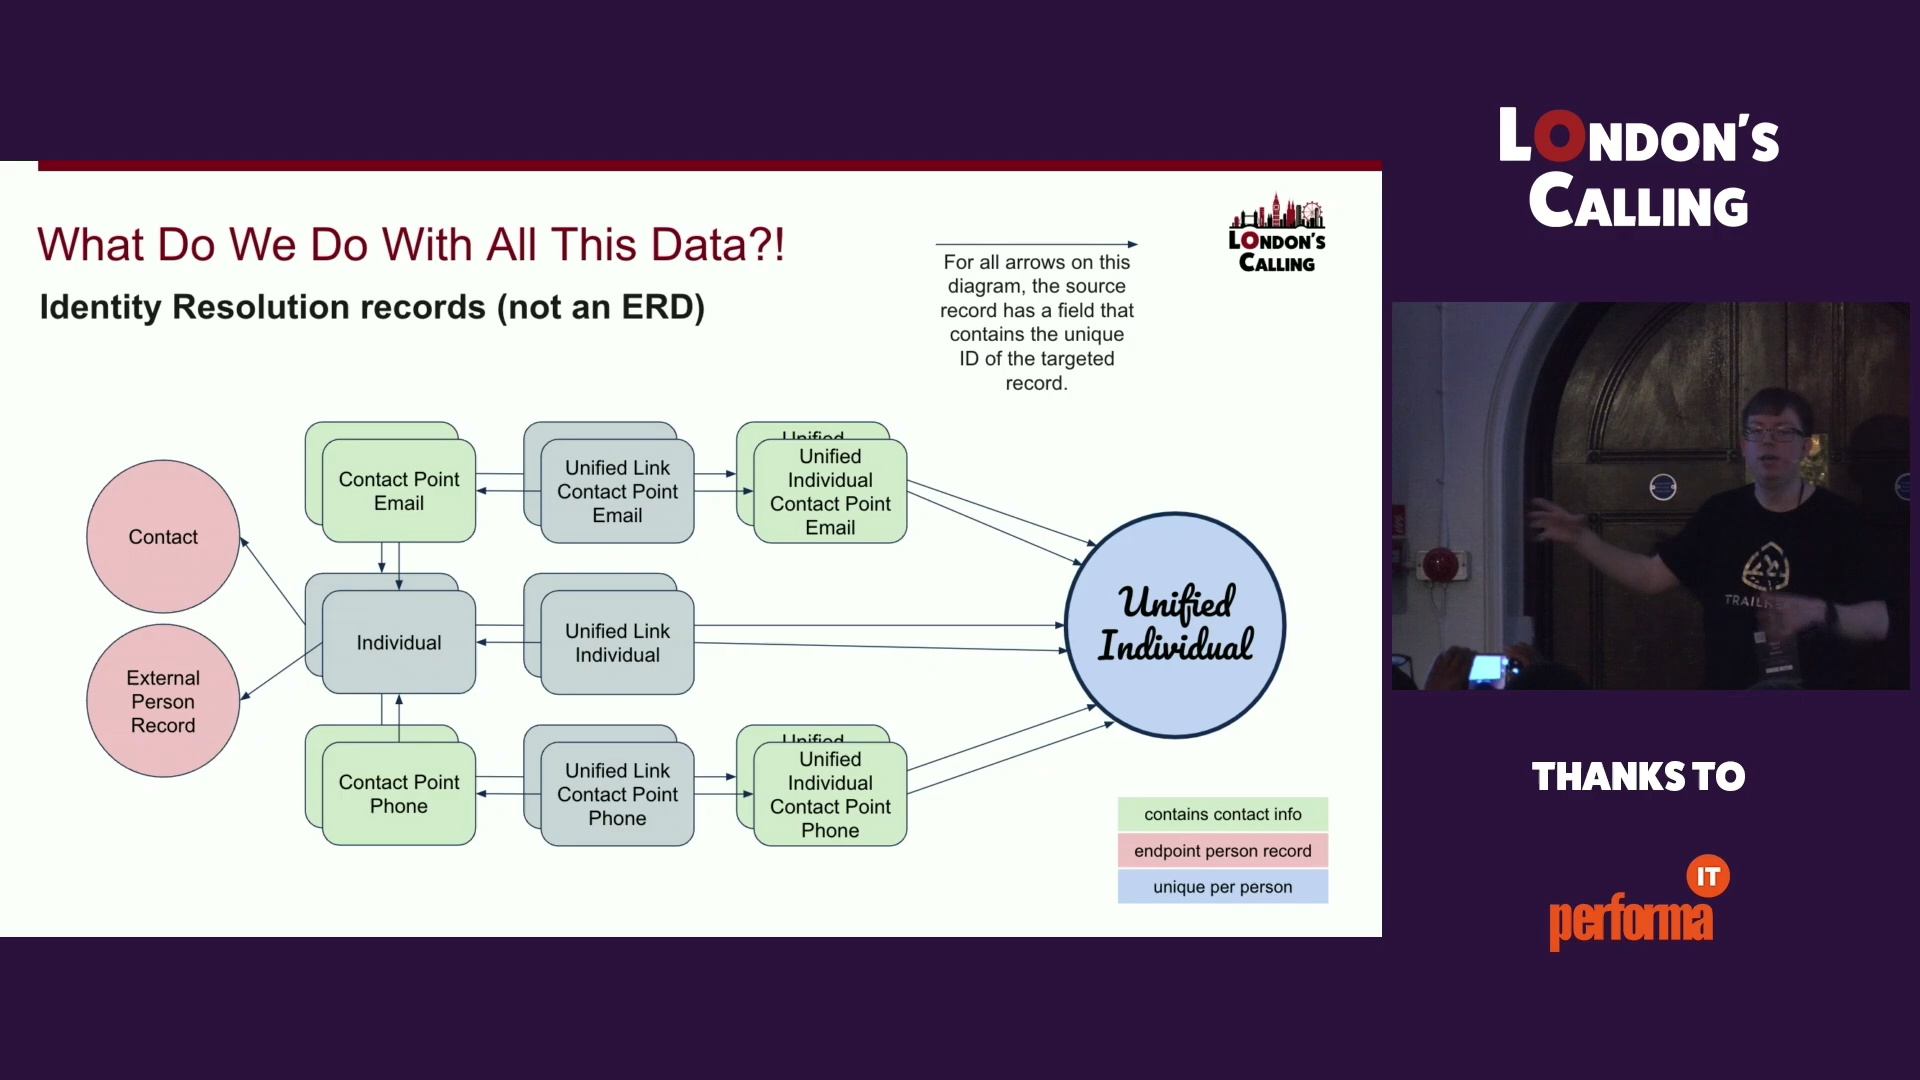 What Do We Do With All This Data?!
Identity Resolution records (not an ERD)
For all arrows on this
diagram, the source
record has a field that
contains the unique
ID of the targeted
record.
LONDON'S
CALLING
Contact
External
Person
Record
Contact Point
Email
Unified Link
Contact Point
Email
Unified
Unified
Individual
Contact Point
Email
Individual
Unified Link
Individual
Unified
Individual
Contact Point
Phone
Unified Link
Contact Point
Phone
Unified
Unified
Individual
Contact Point
Phone
contains contact info
endpoint person record
unique per person
LONDON'S
CALLING
THANKS TO
IT
performa